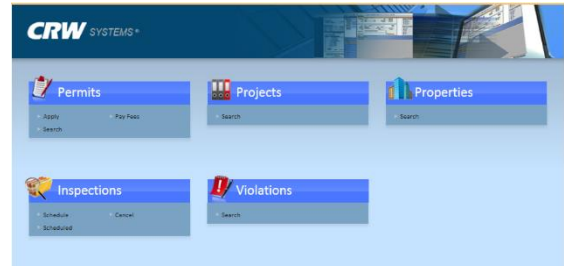 CRW SYSTEMS
Permits
Apply Pay Fees
Search
Projects
Search
Properties
Search
Inspections
Schedule Cancel
Scheduled
Violations
Search